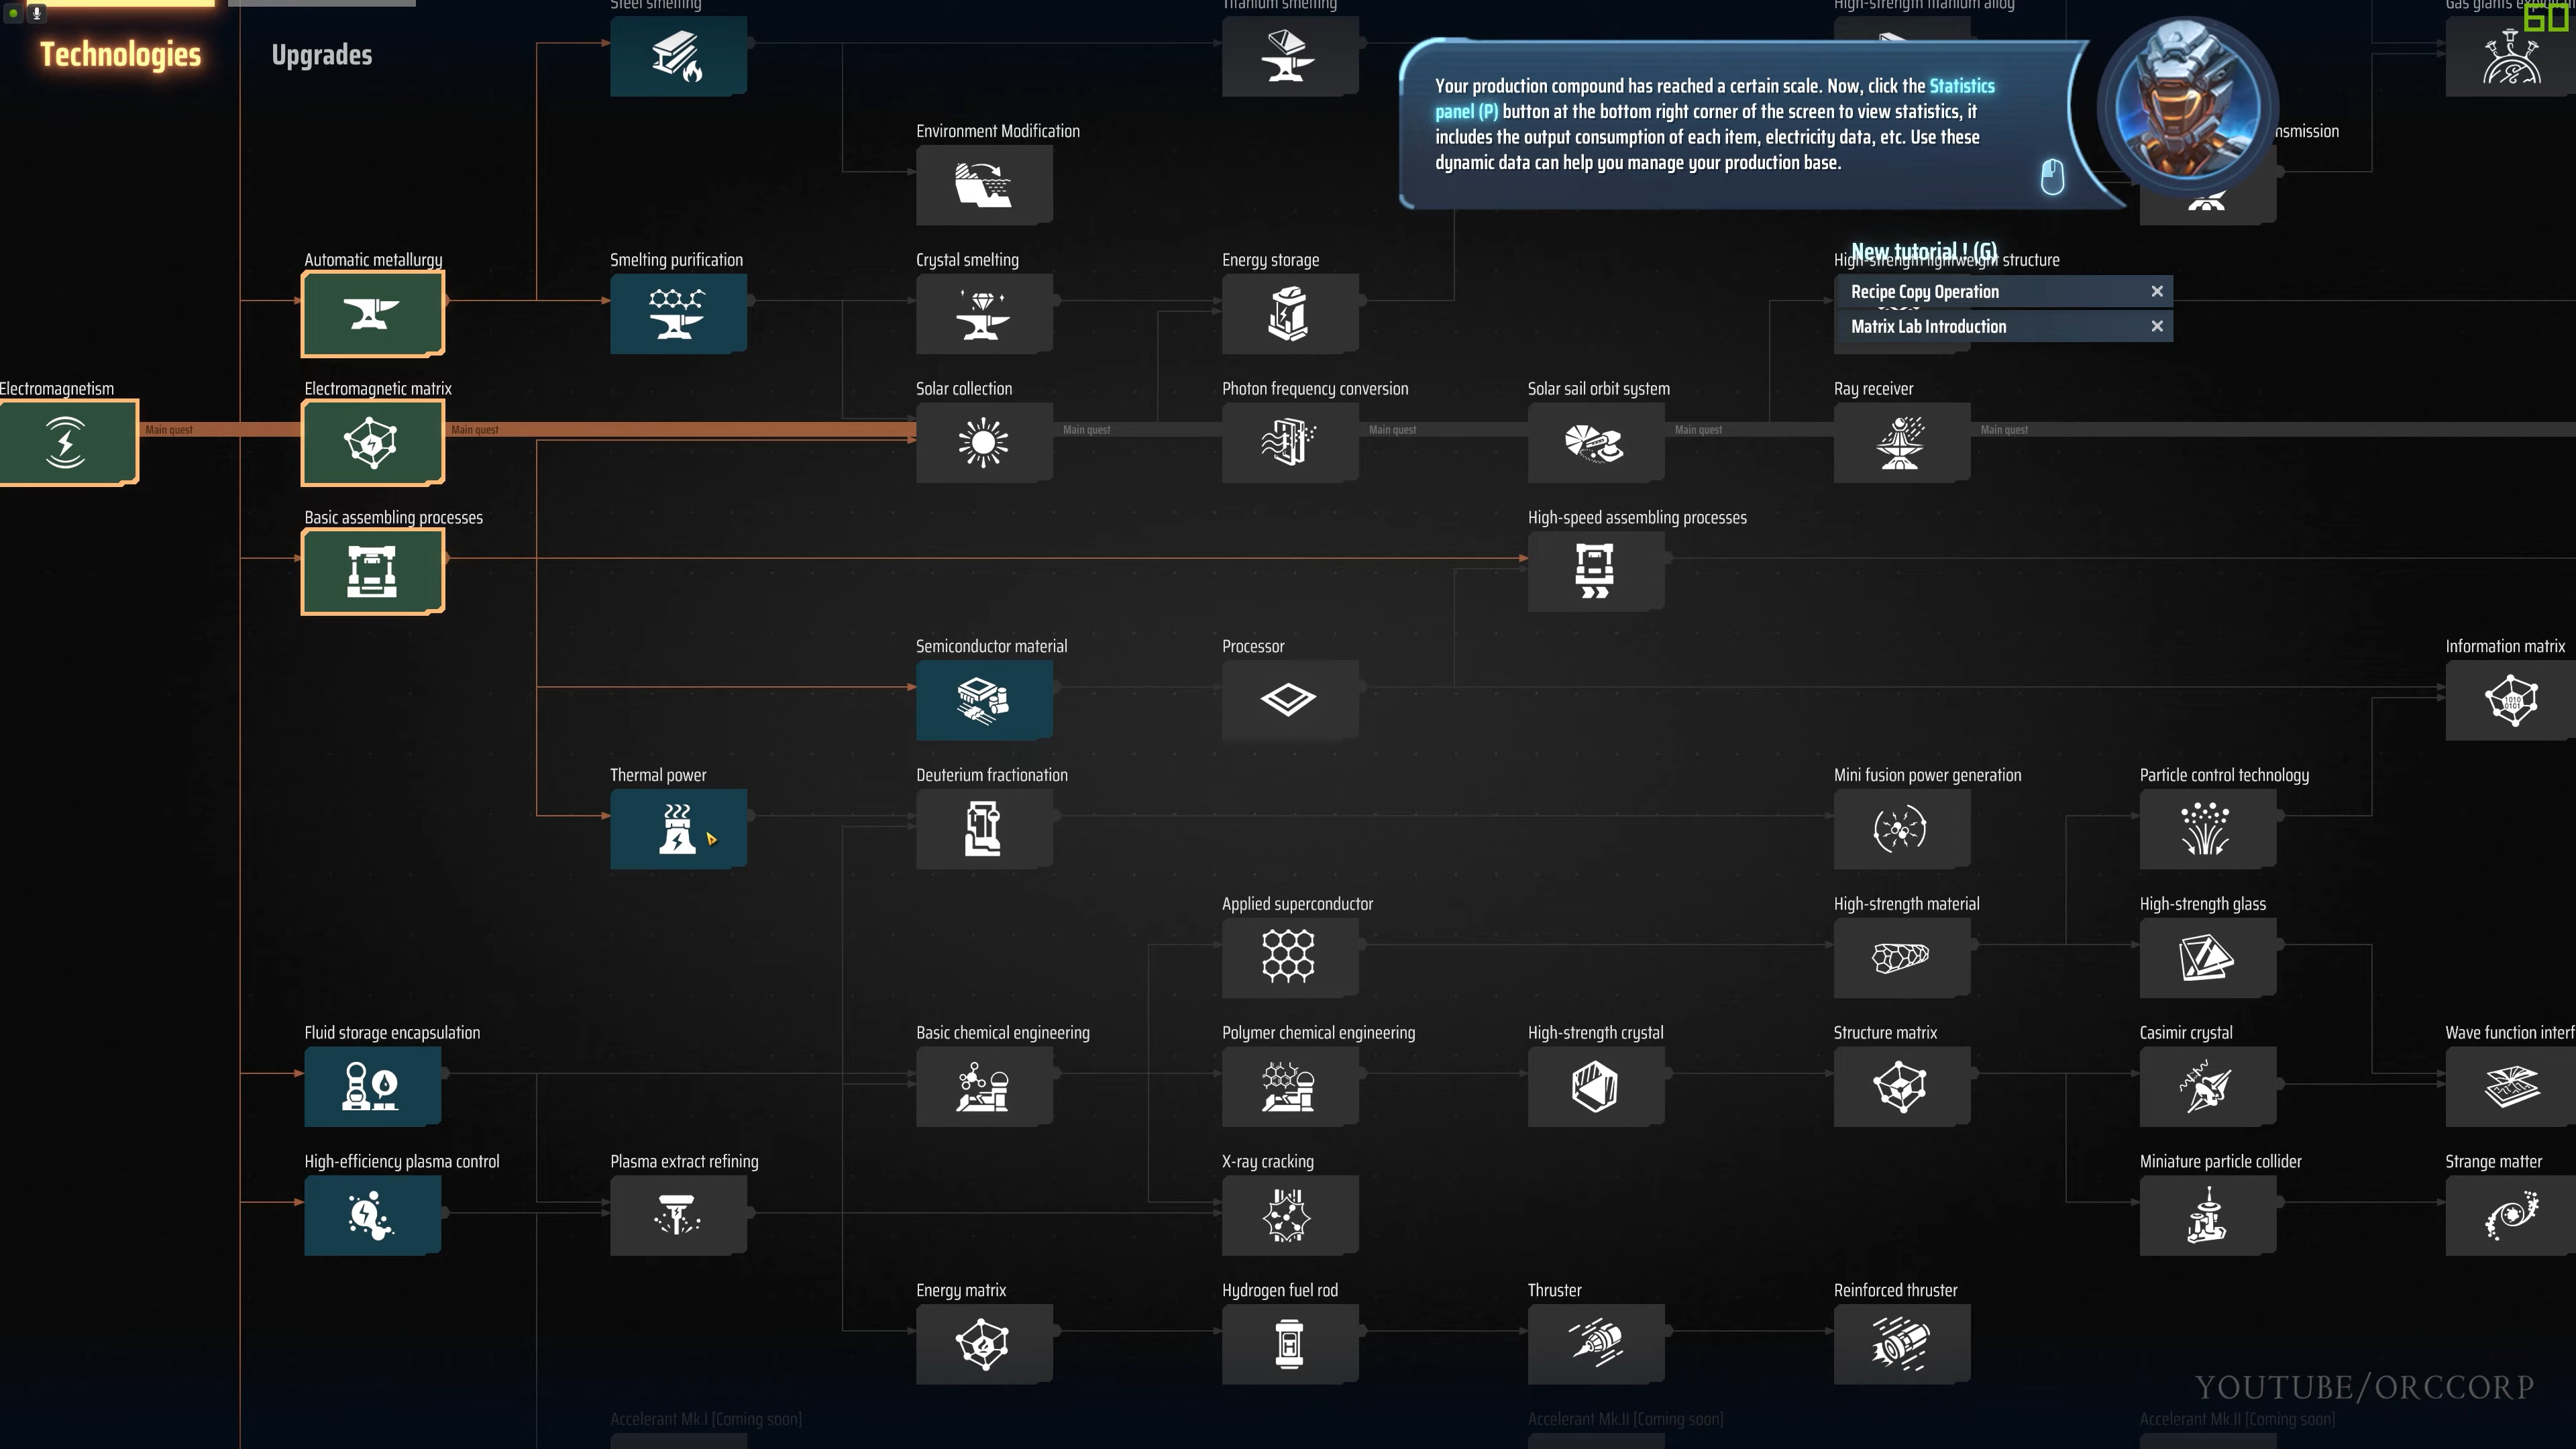 Steel smelting
Titanium smelting
High-strength titanium alloy
60
Technologies
Upgrades
Your production compound has reached a certain scale. Now, click the Statistics
panel (P) button at the bottom right corner of the screen to view statistics, it
includes the output consumption of each item, electricity data, etc. Use these
dynamic data can help you manage your production base.
Environment Modification
nsmission
New tutorial ! (G)
Automatic metallurgy
Smelting purification
Crystal smelting
Energy storage
High-strength lightweight structure
Recipe Copy Operation
Matrix Lab Introduction
Electromagnetism
Electromagnetic matrix
Solar collection
Photon frequency conversion
Solar sail orbit system
Ray receiver
Main quest
Main quest
Main quest
Main quest
Main quest
Main quest
Basic assembling processes
High-speed assembling processes
Semiconductor material
Processor
Information matrix
Thermal power
Deuterium fractionation
Mini fusion power generation
Particle control technology
Applied superconductor
High-strength material
High-strength glass
Fluid storage encapsulation
Basic chemical engineering
Polymer chemical engineering
High-strength crystal
Structure matrix
Casimir crystal
Wave function interf
High-efficiency plasma control
Plasma extract refining
X-ray cracking
Miniature particle collider
Strange matter
Energy matrix
Hydrogen fuel rod
Thruster
Reinforced thruster
YOUTUBE/ORCCORP
Accelerant Mk.I [Coming soon]
Accelerant Mk.II [Coming soon]
Accelerant Mk.II [Coming soon]